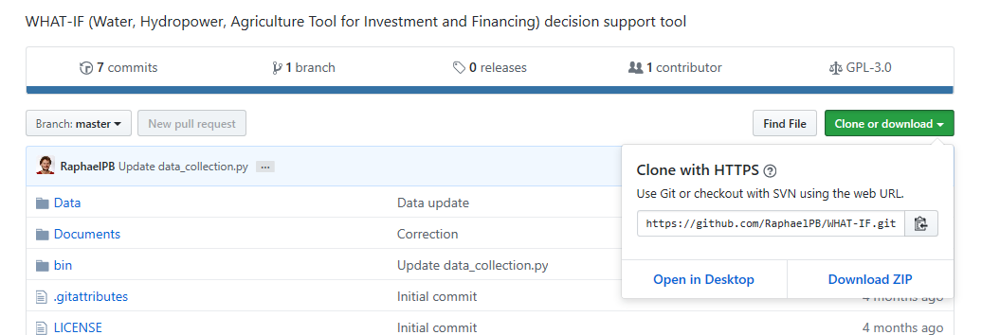 WHAT-IF (Water, Hydropower, Agriculture Tool for Investment and Financing) decision support tool
7 commits 1 branch 0 releases 1 contributor GPL-3.0
Branch: master New pull request Find File Clone or download
RaphaelPB Update data_collection.py ...
Clone with HTTPS ?
Use Git or checkout with SVN using the web URL.
https://github.com/RaphaelPB/WHAT-IF.git
Open in Desktop Download ZIP
Data Data update
Documents Correction
bin Update data_collection.py
.gitattributes Initial commit 4 months ago
LICENSE Initial commit 4 months ago